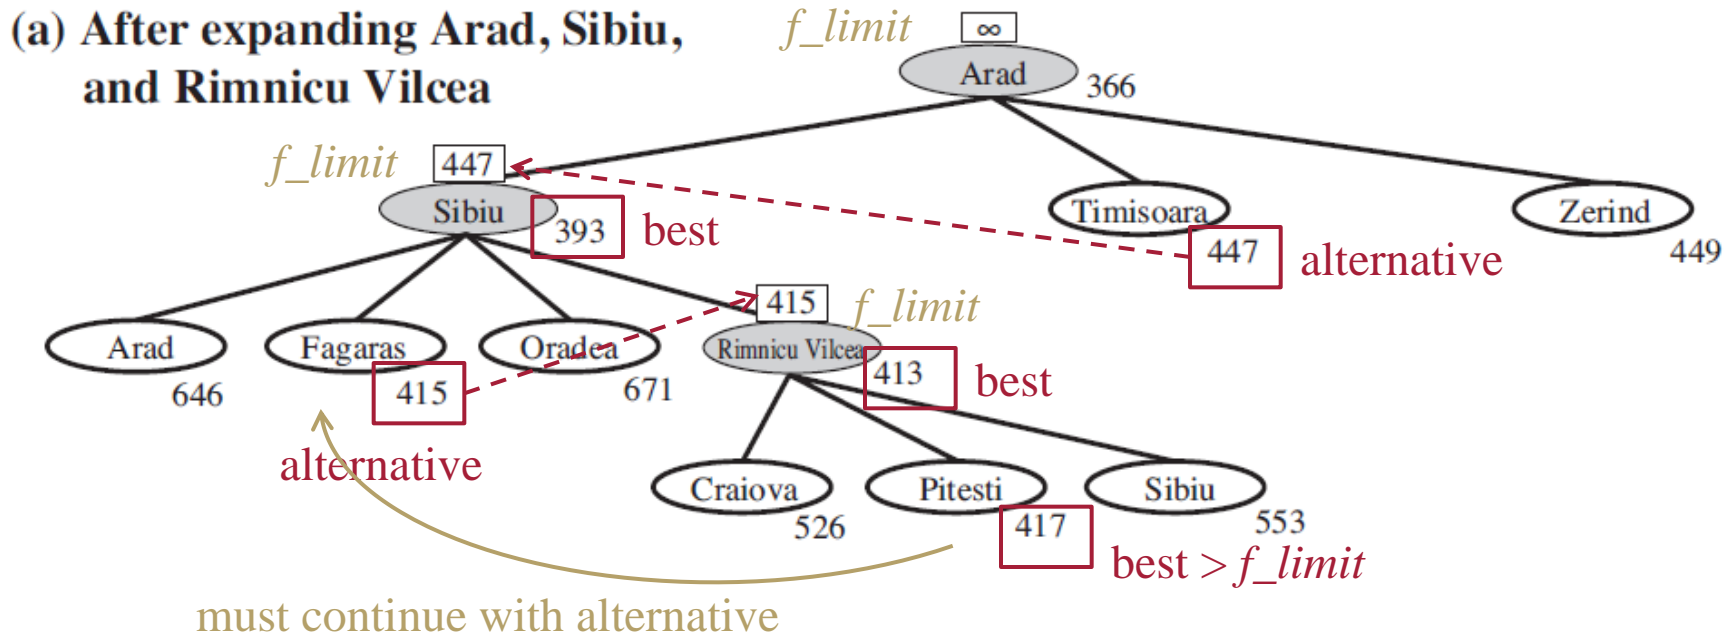 (a) After expanding Arad, Sibiu,
and Rimnicu Vilcea
f_limit ∞
Arad 366
f_limit 447
Sibiu 393 best
Timisoara 447 alternative
Zerind 449
Arad 646
Fagaras 415 alternative
Oradea 671
415 f_limit
Rimnicu Vilcea 413 best
Craiova 526
Pitesti 417
Sibiu 553
best > f_limit
must continue with alternative